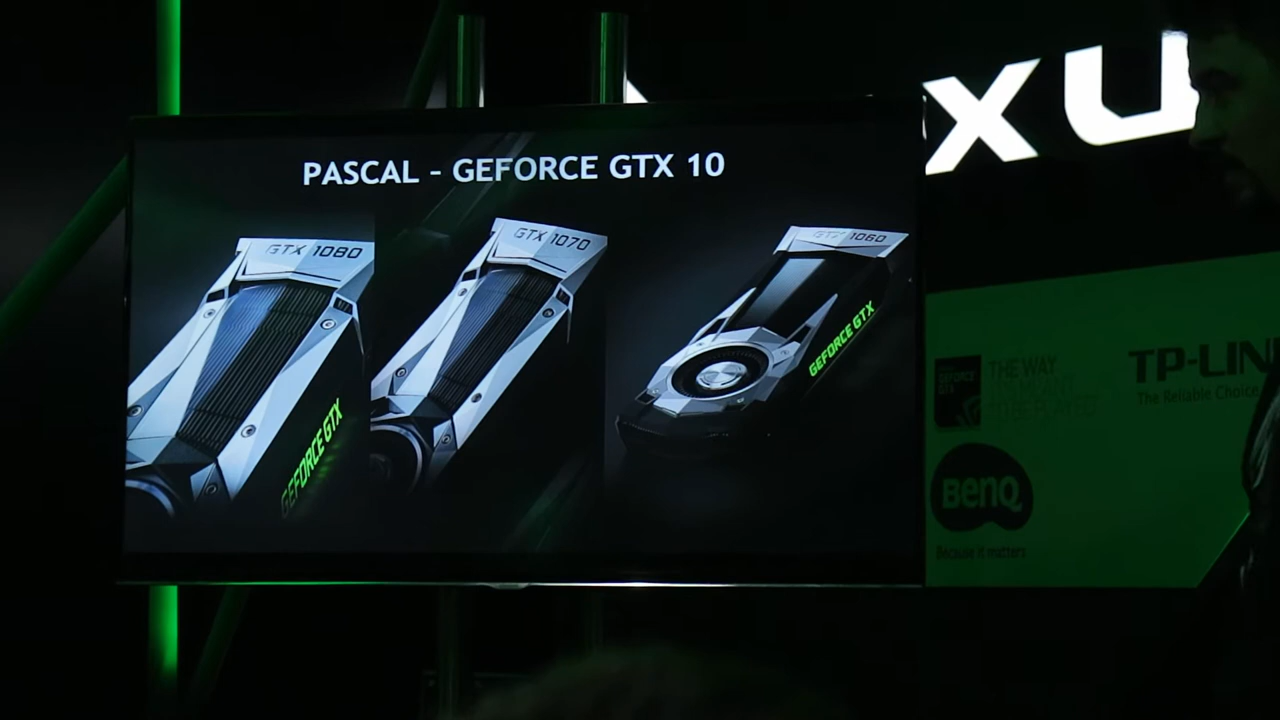 XU
PASCAL - GEFORCE GTX 10
GTX 1080
GTX 1070
GTX 1060
GEFORCE GTX
GEFORCE GTX
THE WAY
TP-LIN
The Reliable Choice
BenQ
Because it matters